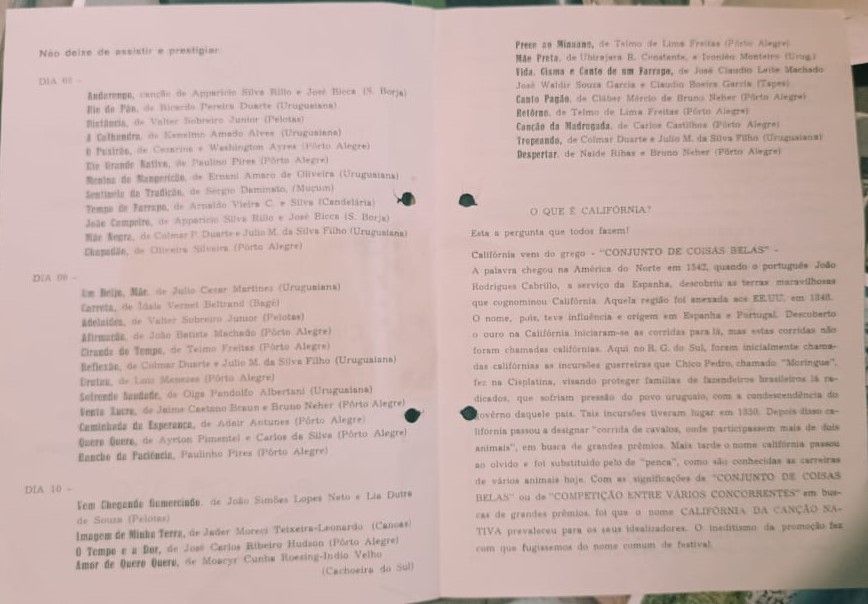 Não deixe de assistir e prestigiar:
DIA 01 -
Andarengo, canção de Apparicio Silva Rillo e José Bicca (S. Borja)
Rio de Pão, de Ricardo Pereira Duarte (Uruguaiana)
Distância, de Valter Sobreiro Junior (Pelotas)
A Colhendra, de Kenelmo Amado Alves (Uruguaiana)
O Puxirão, de Cezarino e Washington Ayres (Pôrto Alegre)
Rio Grande Nativo, de Paulino Pires (Pôrto Alegre)
Menina do Mangericão, de Ernani Amaro de Oliveira (Uruguaiana)
Sentinela da Tradição, de Sergio (Muçum)
Tempo de Farrapo, de Arnaldo Vieira C. e Silva (Candelária)
João Campeiro, de Apparicio Silva Rillo e José Bicca (S. Borja)
Mãe Negra, de Colmar P. Duarte e Julio M. da Silva Filho (Uruguaiana)
Chapadão, de Oliveira Silveira (Pôrto Alegre)
DIA 08 -
Um Beijo, Mãe, de Julio Cezar Martinez (Uruguaiana)
Carreta, de Vernet Beltrand (Bagé)
Adelaides, de Valter Sobreiro Junior (Pelotas)
Afirmação, de João Batista Machado (Pôrto Alegre)
Ciranda do Tempo, de Telmo Freitas (Pôrto Alegre)
Reflexão, de Colmar Duarte e Julio M. da Silva Filho (Uruguaiana)
de Luiz Menezes (Pôrto Alegre)
Sofrendo Saudade, de Olga Pandolfo Albertani (Uruguaiana)
Vento Xucro, de Jaime Caetano Braun e Bruno Neher (Pôrto Alegre)
Caminhada da Esperança, de Adair Antunes (Pôrto Alegre)
Quero Quero, de Ayrton Pimentel e Carlos da Silva (Pôrto Alegre)
Rancho da Paciência, Paulinho Pires (Pôrto Alegre)
DIA 10 -
Vem Chegando Gumercindo, de João Simões Lopes Neto e Lia Dutra
de Souza (Pelotas)
Imagem de Minha Terra, de Jader Moreci Teixeira-Leonardo (Canoas)
O Tempo e a Dor, de José Carlos Ribeiro Hudson (Pôrto Alegre)
Amor de Quero Quero, de Moacyr Cunha Roesing-Indio Velho
(Cachoeira do Sul)
Prece ao Minuano, de Telmo de Lima Freitas (Pôrto Alegre)
Mãe Preta, de Ubirajara R. Constante, e Ivonléo Monteiro (Urug.)
Vida, Cisma e Canto de um Farrapo, de José Claudio Leite Machado
José Waldir Souza Garcia e Claudio Boeira Garcia (Tapes)
Canto Pagão, de Cláber Mércio de Bruno Neher (Pôrto Alegre)
Retôrno, de Telmo de Lima Freitas (Pôrto Alegre)
Canção da Madrugada, de Carlos Castilhos (Pôrto Alegre)
Tropeando, de Colmar Duarte e Julio M. da Silva Filho (Uruguaiana)
Despertar, de Naide Ribas e Bruno Neher (Pôrto Alegre)
O QUE É CALIFÓRNIA?
Esta a pergunta que todos fazem!
Califórnia vem do grego - "CONJUNTO DE COISAS BELAS" -
A palavra chegou na América do Norte em 1542, quando o português João
Rodrigues Cabrillo, a serviço da Espanha, descobriu as terras maravilhosas
que cognominou Califórnia. Aquela região foi anexada aos EE.UU. em 1848.
O nome, pois, teve influência e origem em Espanha e Portugal. Descoberto
o ouro na Califórnia iniciaram-se as corridas para lá, mas estas corridas não
foram chamadas califórnias. Aqui no R. G. do Sul, foram inicialmente chama-
das califórnias as incursões guerreiras que Chico Pedro, chamado "Moringue",
fez na Cisplatina, visando proteger famílias de fazendeiros brasileiros lá ra-
dicados, que sofriam pressão do povo uruguaio, com a condescendência do
govêrno daquele país. Tais incursões tiveram lugar em 1850. Depois disso ca-
lifórnia passou a designar "corrida de cavalos, onde participassem mais de dois
animais", em busca de grandes prêmios. Mais tarde o nome califórnia passou
ao olvido e foi substituído pelo de "penca", como são conhecidas as carreiras
de vários animais hoje. Com as significações de "CONJUNTO DE COISAS
BELAS" ou de "COMPETIÇÃO ENTRE VÁRIOS CONCORRENTES" em bus-
cas de grandes prêmios, foi que o nome CALIFÓRNIA DA CANÇÃO NA-
TIVA prevaleceu para os seus idealizadores. O ineditismo da promoção fez
com que fugissemos do nome comum de festival.